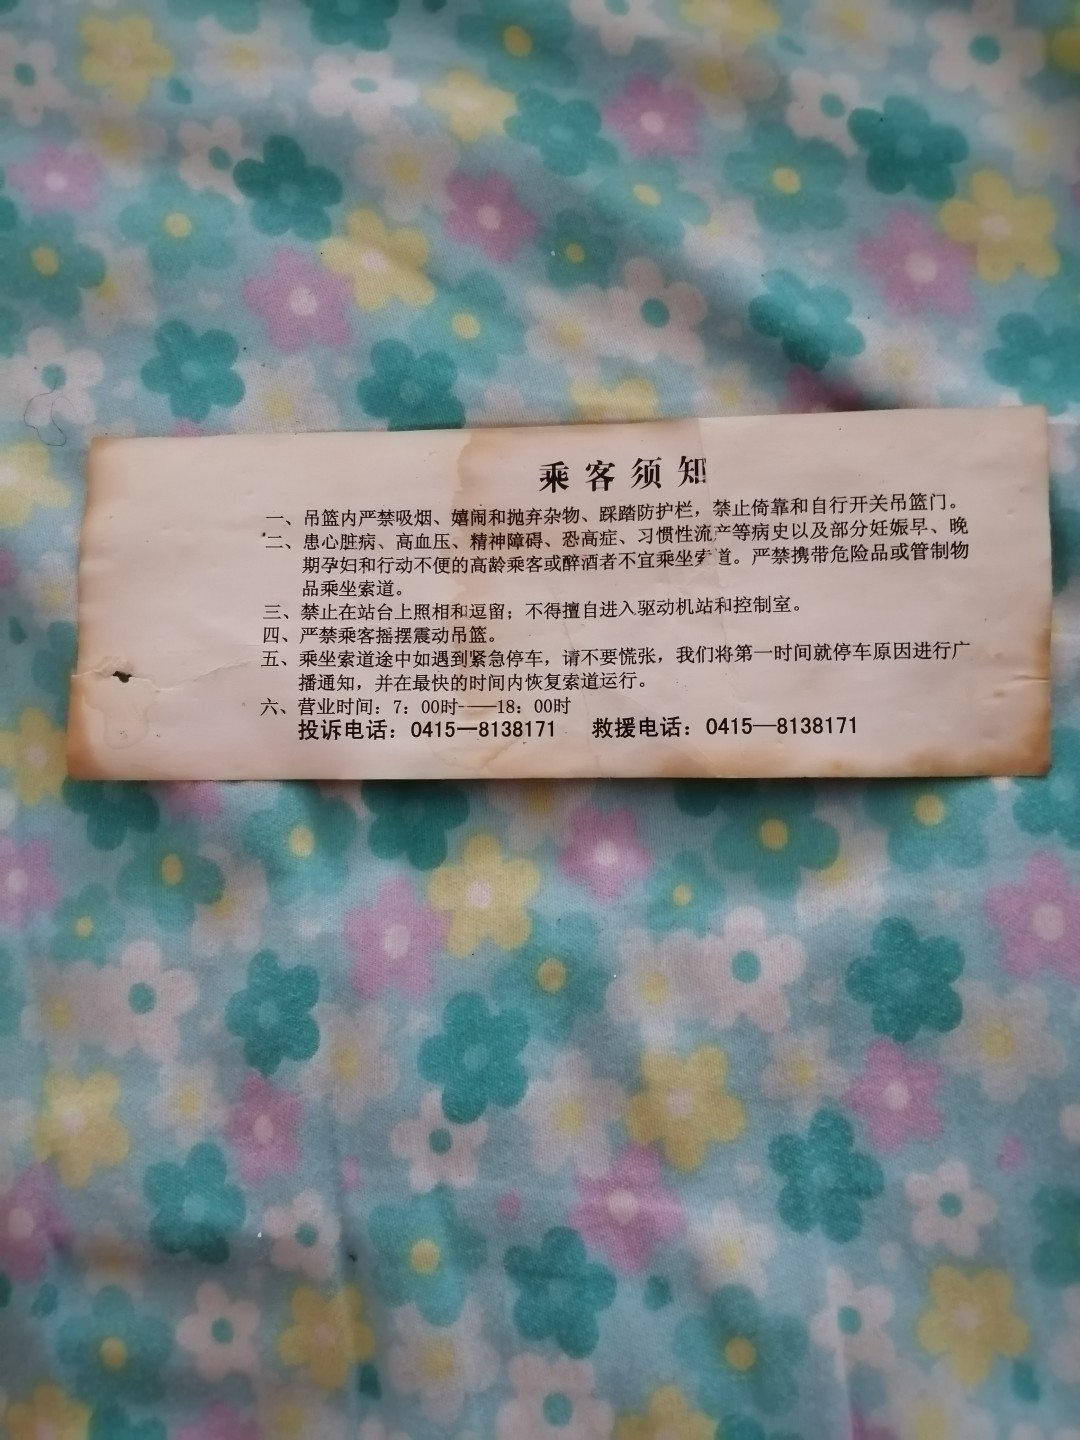 乘客须知
一、吊篮内严禁吸烟、嬉闹和抛弃杂物、踩踏防护栏，禁止倚靠和自行开关吊篮门。
二、患心脏病、高血压、精神障碍、恐高症、习惯性流产等病史以及部分妊娠早、晚
期孕妇和行动不便的高龄乘客或醉酒者不宜乘坐索道。严禁携带危险品或管制物
品乘坐索道。
三、禁止在站台上照相和逗留；不得擅自进入驱动机站和控制室。
四、严禁乘客摇摆震动吊篮。
五、乘坐索道途中如遇到紧急停车，请不要慌张，我们将第一时间就停车原因进行广
播通知，并在最快的时间内恢复索道运行。
六、营业时间：7：00时——18：00时
投诉电话：0415—8138171 救援电话：0415—8138171